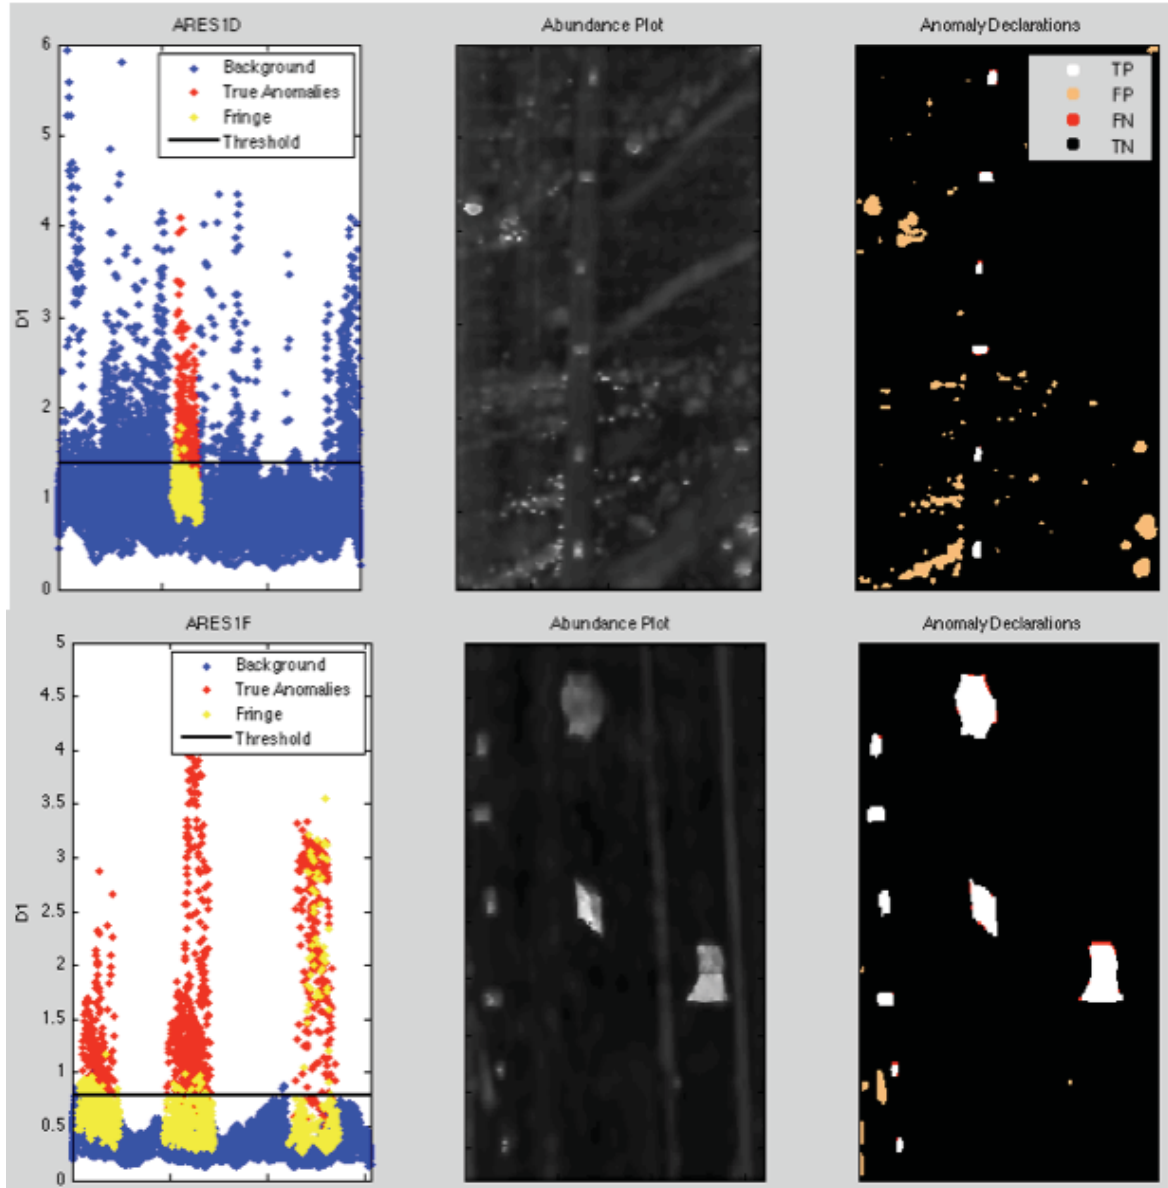 ARES1D
Abundance Plot
Anomaly Declarations
6
5
4
3
2
1
0
D1
Background
True Anomalies
Fringe
Threshold
TP
FP
FN
TN
ARES1F
Abundance Plot
Anomaly Declarations
5
4.5
4
3.5
3
2.5
2
1.5
1
0.5
0
D1
Background
True Anomalies
Fringe
Threshold